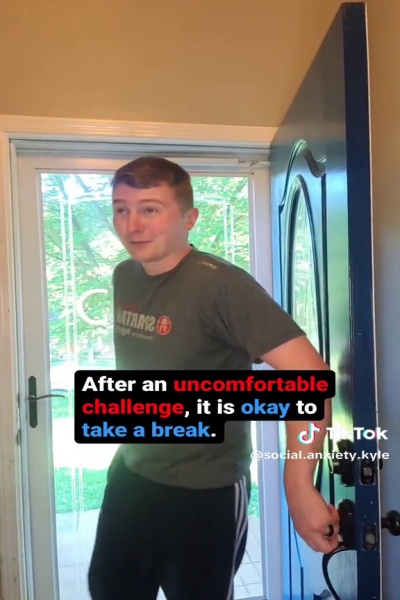 After an uncomfortable
challenge, it is okay to
take a break.
TikTok
@social.anxiety.kyle